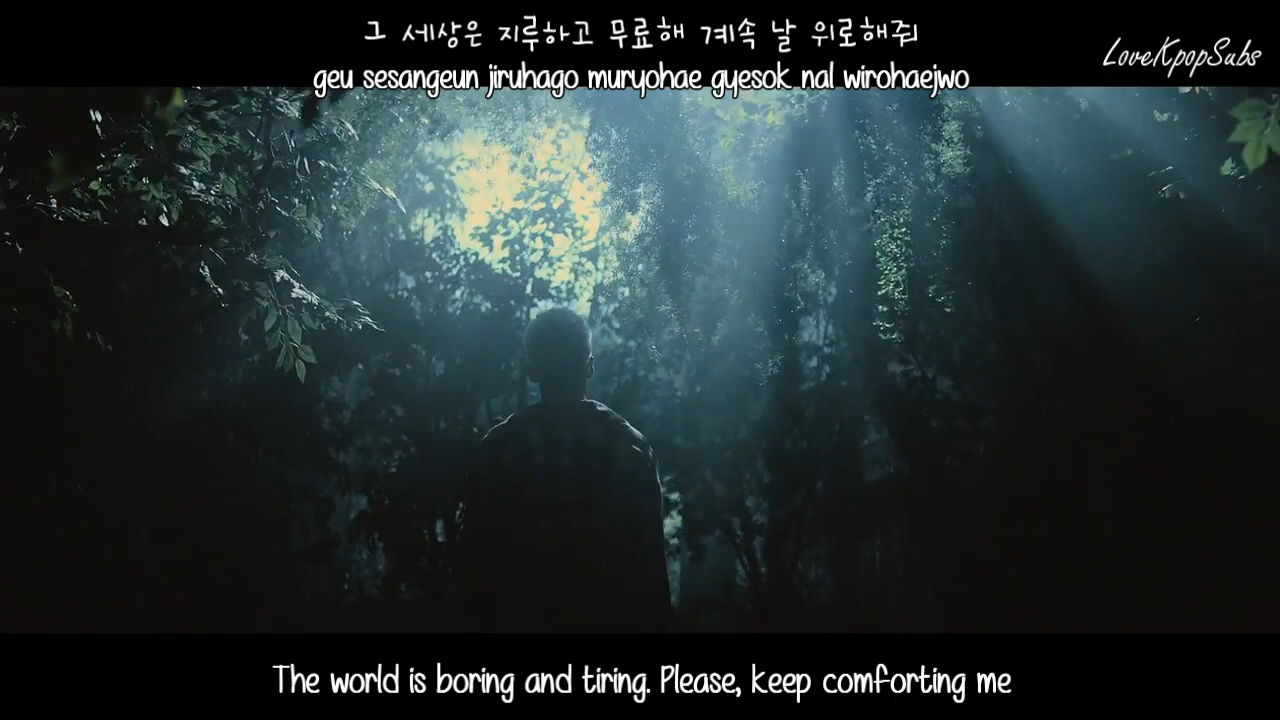 그 세상은 지루하고 무료해 계속 날 위로해줘
LoveKpopSubs
geu sesangeun jiruhago muryohae gyesok nal wirohaejwo
The world is boring and tiring. Please, keep comforting me